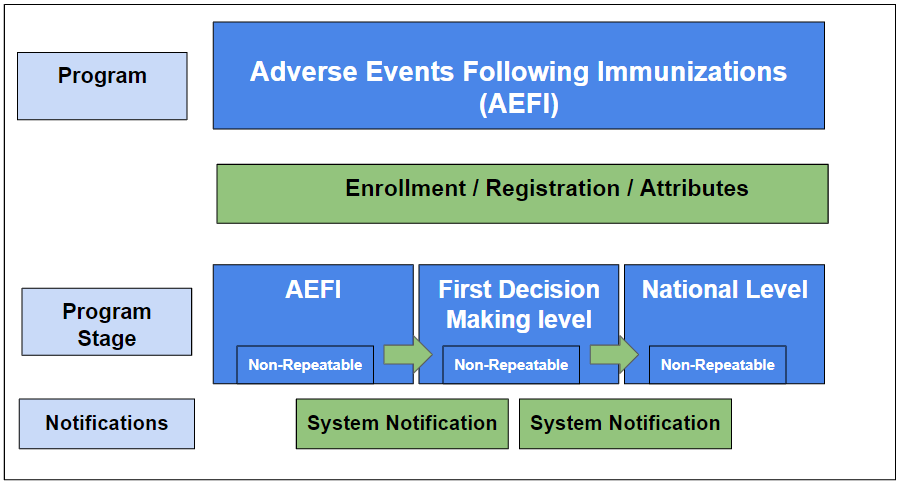 Program
Adverse Events Following Immunizations
(AEFI)
Enrollment / Registration / Attributes
Program
Stage
AEFI
First Decision
Making level
National Level
Non-Repeatable
Non-Repeatable
Non-Repeatable
Notifications
System Notification
System Notification